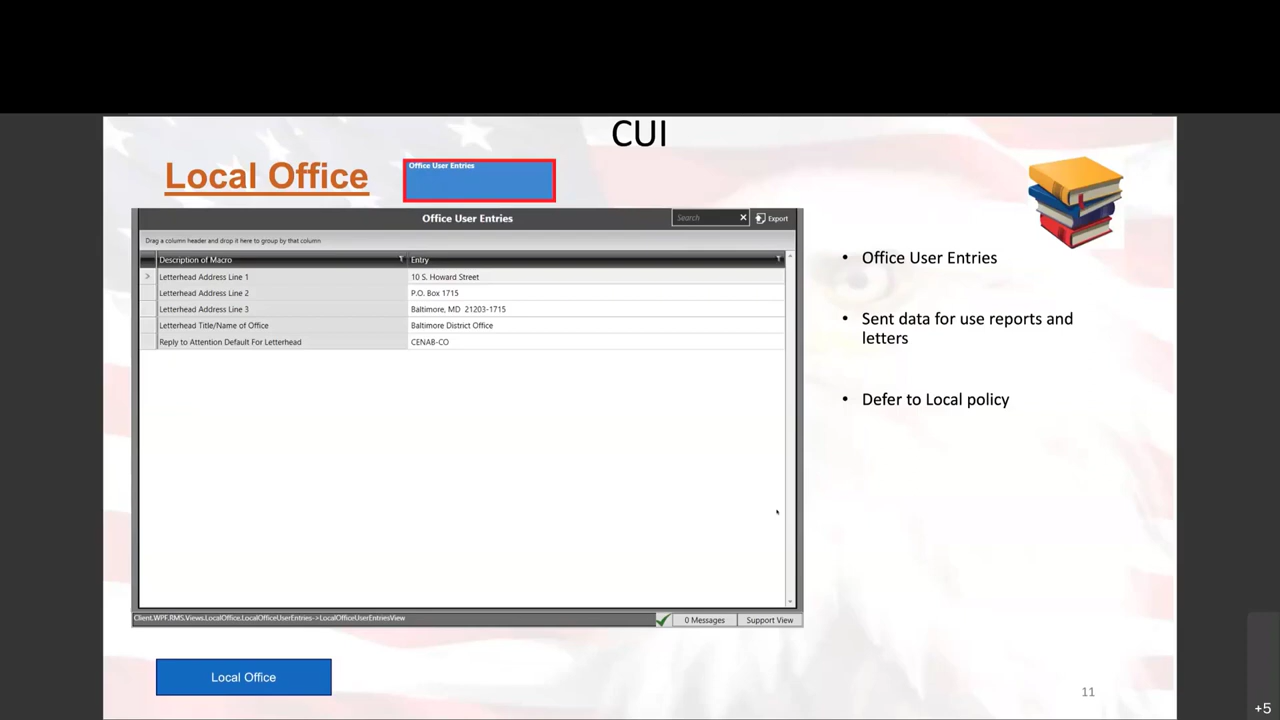 CUI
Local Office
Office User Entries
Office User Entries
Search
Export
Drag a column header and drop it here to group by that column
Description of Macro Entry
Letterhead Address Line 1 10 S. Howard Street
Letterhead Address Line 2 P.O. Box 1715
Letterhead Address Line 3 Baltimore, MD 21203-1715
Letterhead Title/Name of Office Baltimore District Office
Reply to Attention Default For Letterhead CENAB-CO
Client.WPF.RMS.Views.LocalOffice.LocalOfficeUserEntries->LocalOfficeUserEntriesView
0 Messages Support View
• Office User Entries
• Sent data for use reports and
letters
• Defer to Local policy
Local Office
11
+5